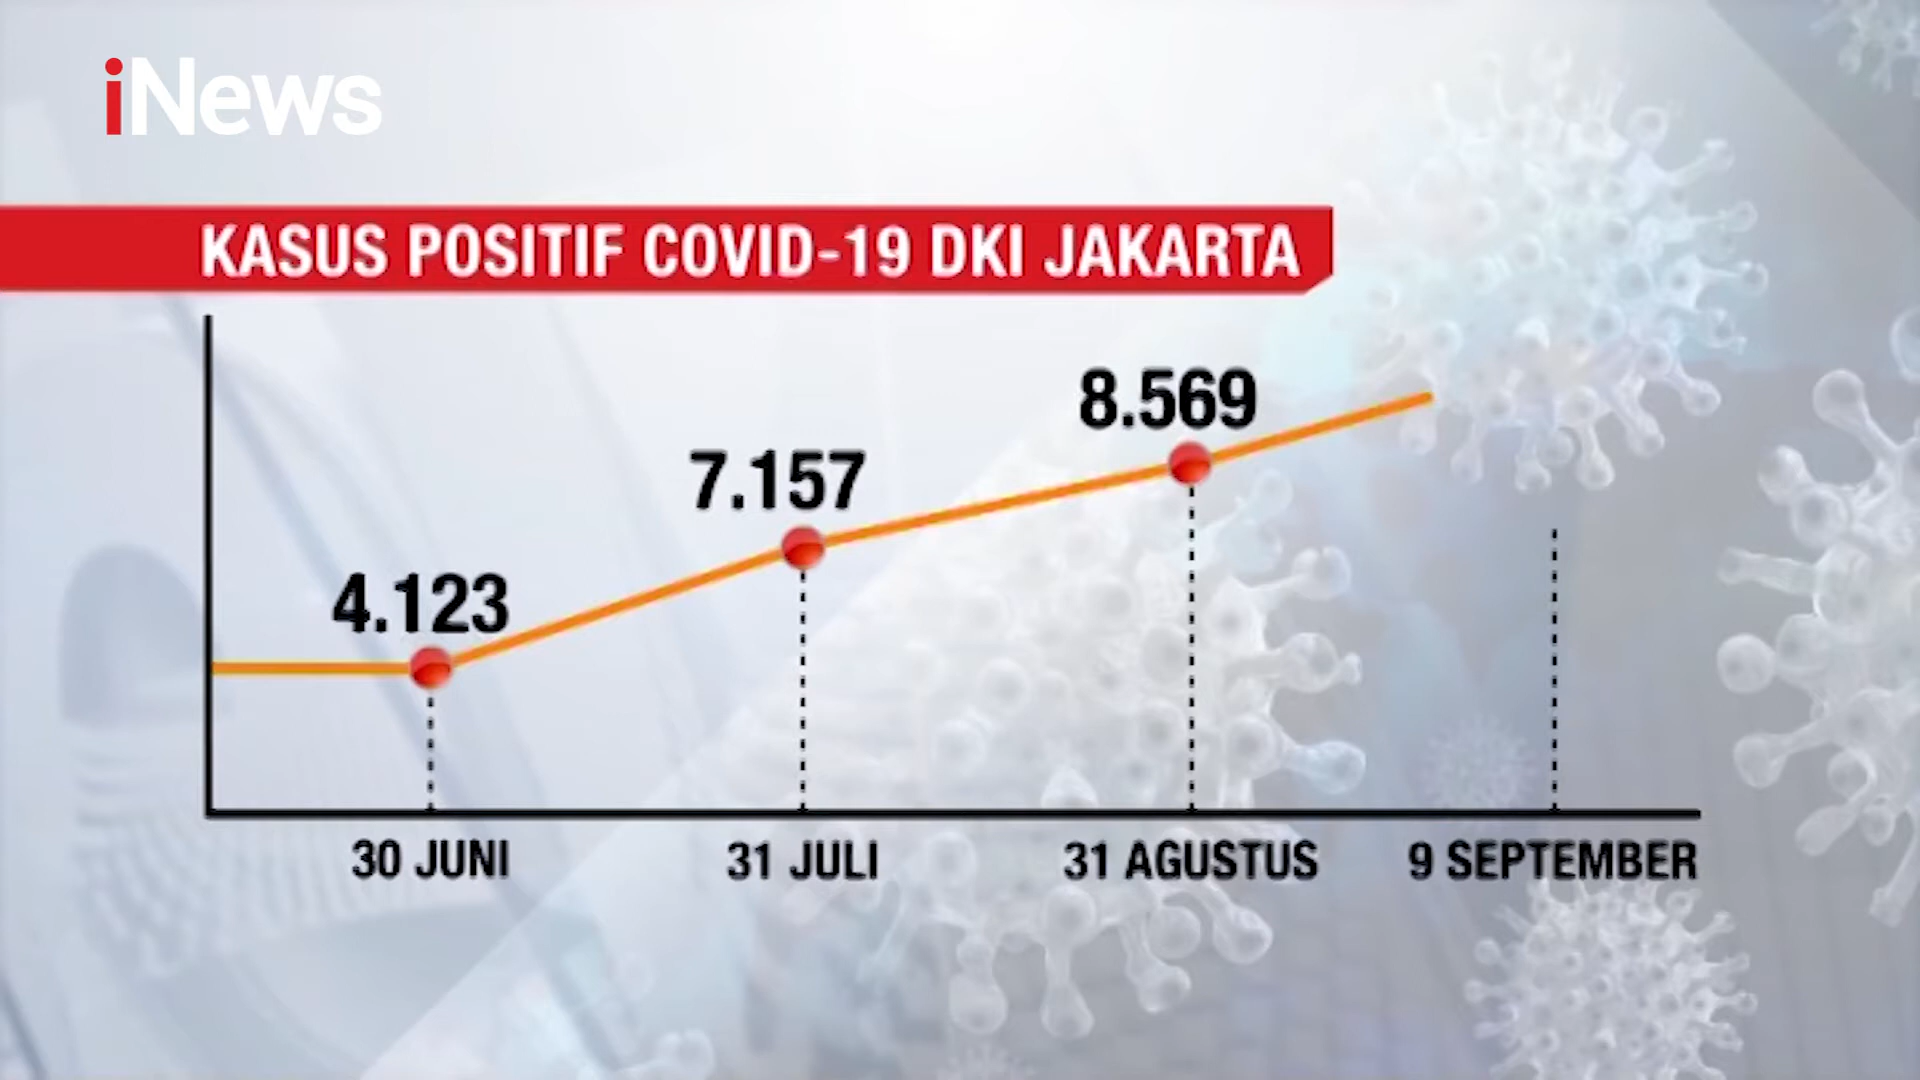 iNews
KASUS POSITIF COVID-19 DKI JAKARTA
8.569
7.157
4.123
30 JUNI
31 JULI
31 AGUSTUS
9 SEPTEMBER